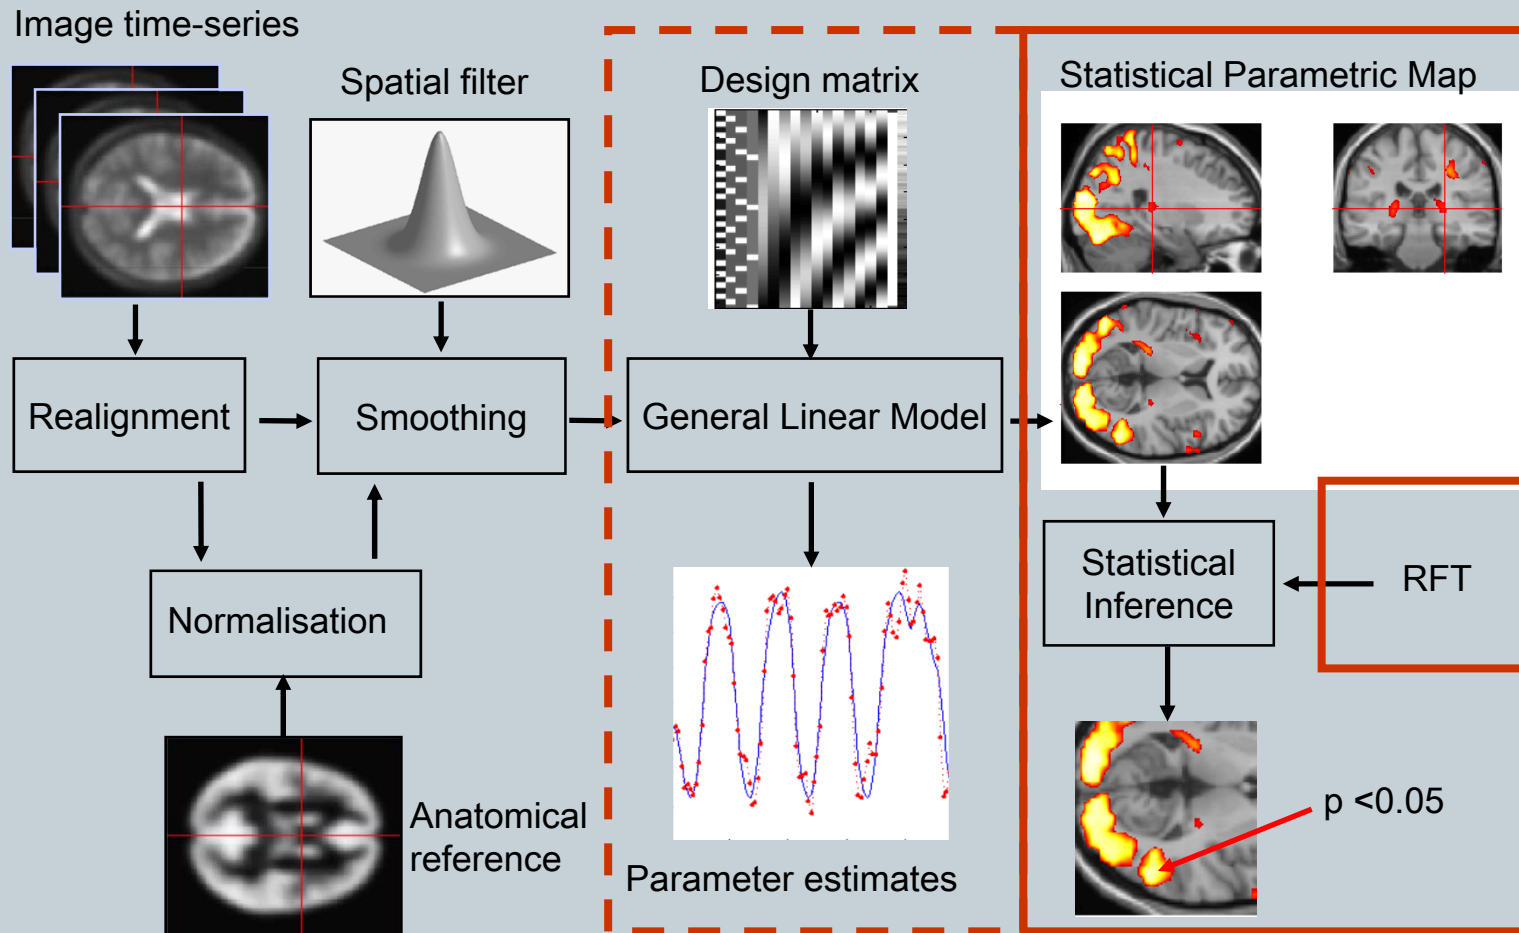 Image time-series
Spatial filter
Design matrix
Statistical Parametric Map
Realignment
Smoothing
General Linear Model
Statistical
Inference
RFT
Normalisation
Anatomical
reference
Parameter estimates
p <0.05